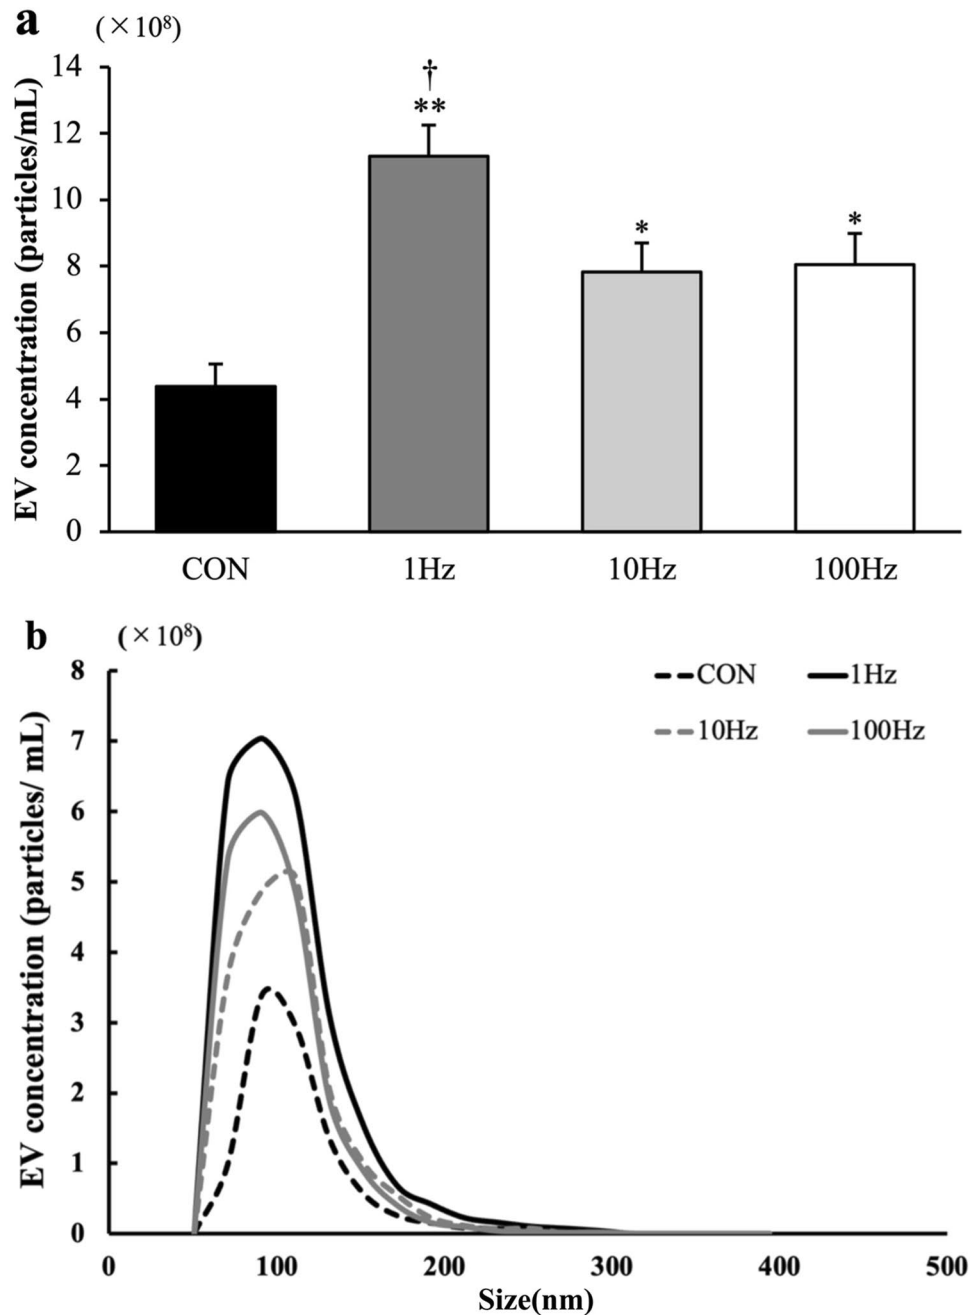 a
(×10⁸)
EV concentration (particles/mL)
14
12
10
8
6
4
2
0
†
**
*
*
CON 1Hz 10Hz 100Hz
b
(×10⁸)
EV concentration (particles/ mL)
8
7
6
5
4
3
2
1
0
CON 1Hz
10Hz 100Hz
0 100 200 300 400 500
Size(nm)